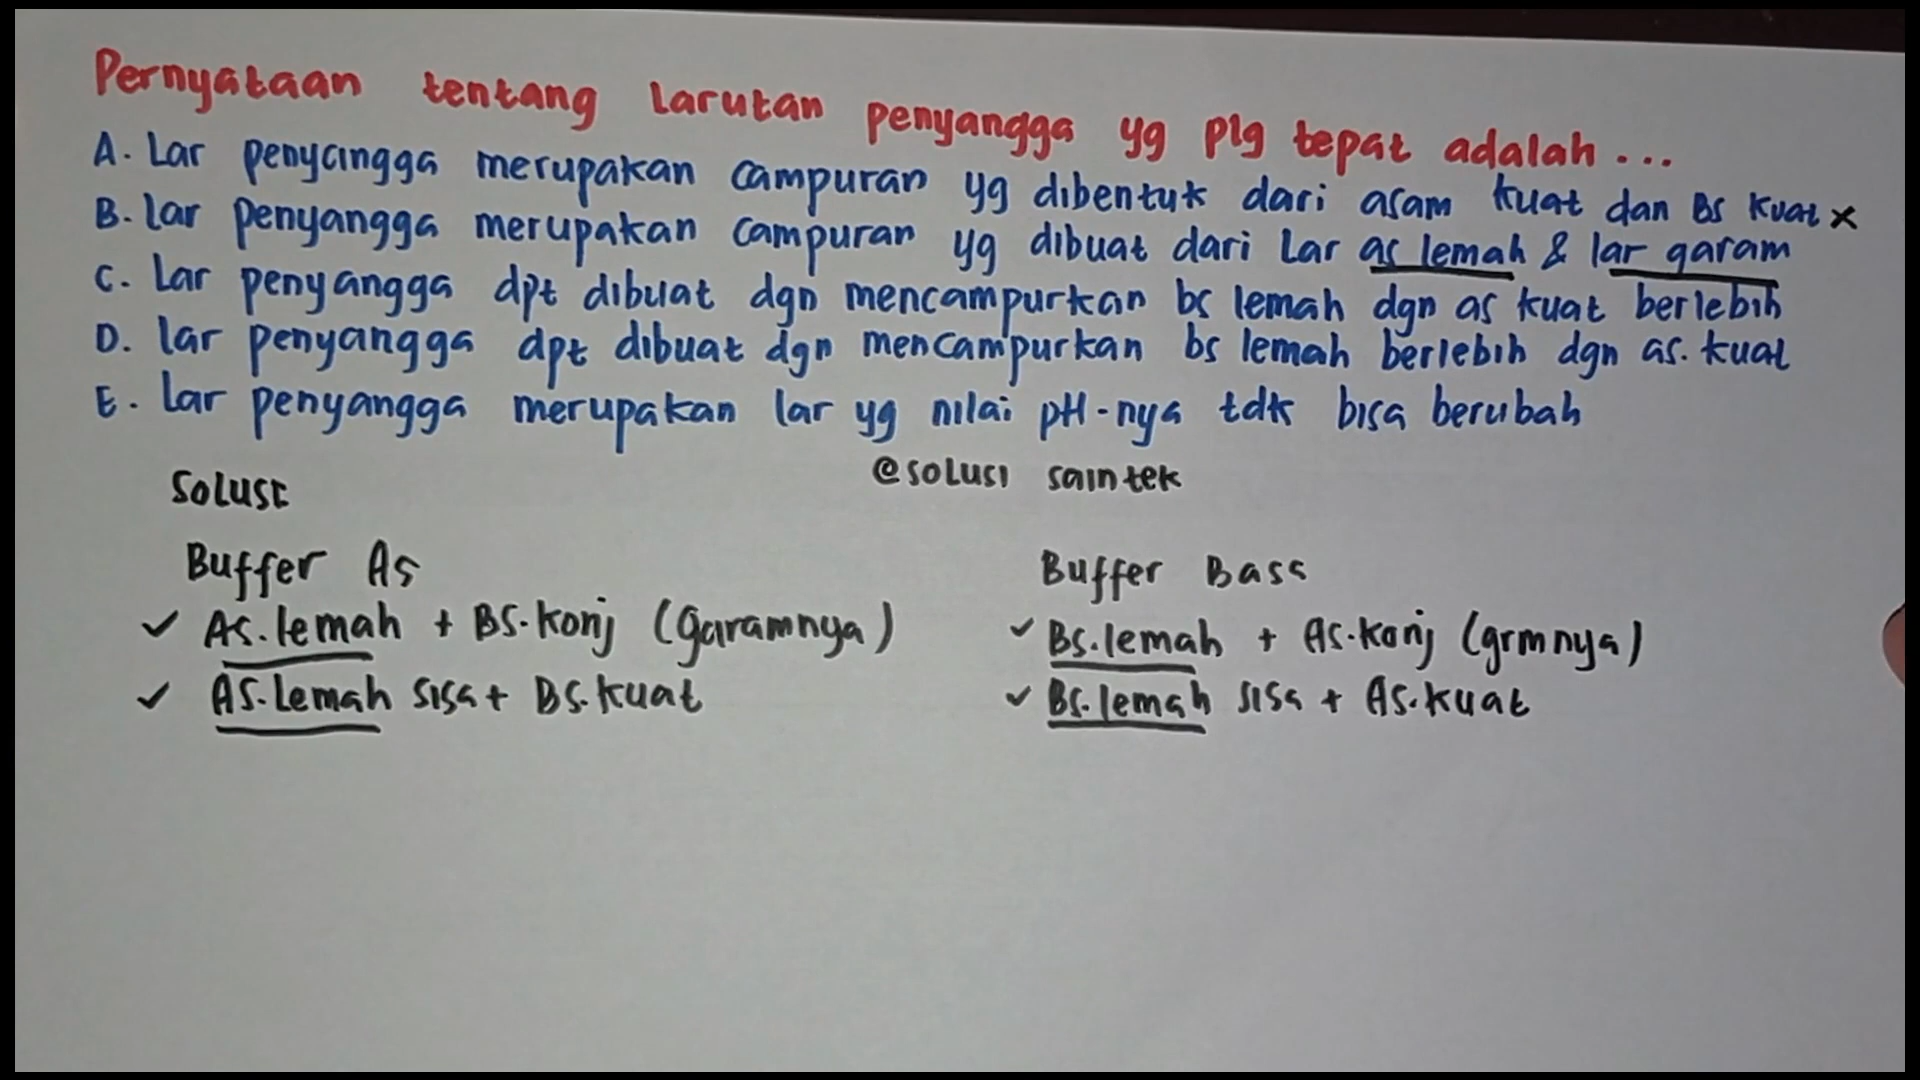 Pernyataan tentang Larutan penyangga yg plg tepat adalah...
A. Lar penyangga merupakan campuran yg dibentuk dari asam kuat dan Bs kuat x
B. Lar penyangga merupakan campuran yg dibuat dari Lar as lemah & lar garam
C. Lar penyangga dpt dibuat dgn mencampurkan bs lemah dgn as kuat berlebih
D. lar penyangga dpt dibuat dgn mencampurkan bs lemah berlebih dgn as. kuat
E. lar penyangga merupakan lar yg nilai pH-nya tdk bisa berubah
@solusi saintek
SOLUSI
Buffer As
✓ As.lemah + BS.konj (garamnya)
✓ AS.Lemah sisa + BS.kuat
Buffer Basa
✓ Bs.lemah + As.konj (grmnya)
✓ Bs.lemah sisa + As.kuat